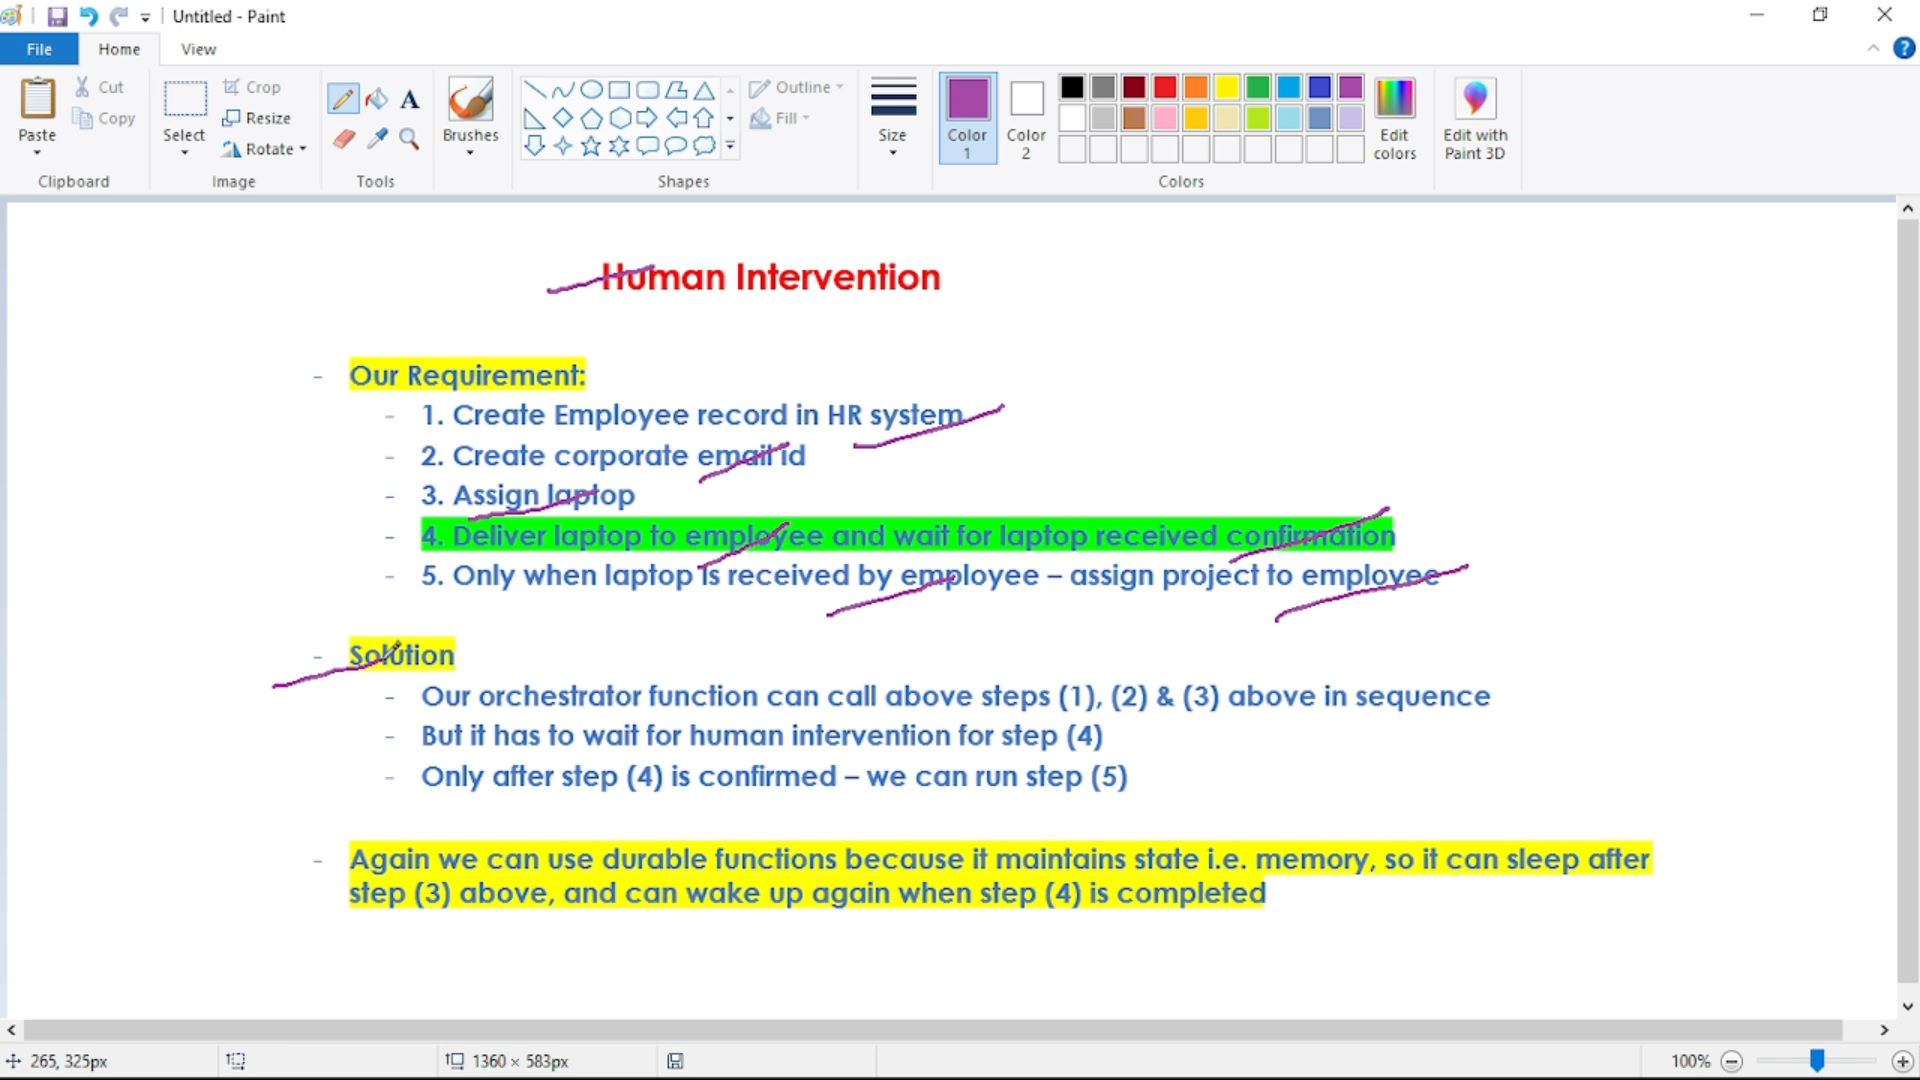 Untitled - Paint
File Home View
Paste
Cut
Copy
Clipboard
Select
Crop
Resize
Rotate
Image
A
Tools
Brushes
Outline
Fill
Shapes
Size
Color 1
Color 2
Edit colors
Edit with Paint 3D
Colors
Human Intervention
- Our Requirement:
- 1. Create Employee record in HR system
- 2. Create corporate email id
- 3. Assign laptop
- 4. Deliver laptop to employee and wait for laptop received confirmation
- 5. Only when laptop is received by employee – assign project to employee
- Solution
- Our orchestrator function can call above steps (1), (2) & (3) above in sequence
- But it has to wait for human intervention for step (4)
- Only after step (4) is confirmed – we can run step (5)
- Again we can use durable functions because it maintains state i.e. memory, so it can sleep after
step (3) above, and can wake up again when step (4) is completed
265, 325px
1360 × 583px
100%